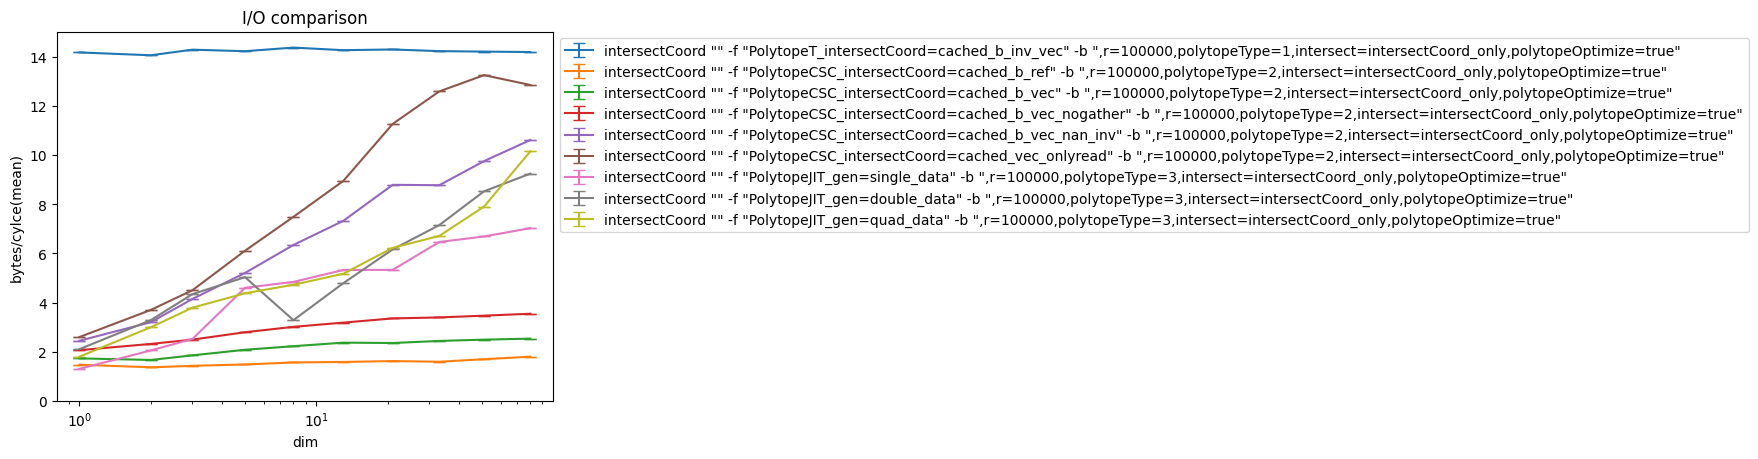 I/O comparison
14
12
10
8
6
4
2
0
bytes/cylce(mean)
10^0
10^1
dim
intersectCoord "" -f "PolytopeT_intersectCoord=cached_b_inv_vec" -b ",r=100000,polytopeType=1,intersect=intersectCoord_only,polytopeOptimize=true"
intersectCoord "" -f "PolytopeCSC_intersectCoord=cached_b_ref" -b ",r=100000,polytopeType=2,intersect=intersectCoord_only,polytopeOptimize=true"
intersectCoord "" -f "PolytopeCSC_intersectCoord=cached_b_vec" -b ",r=100000,polytopeType=2,intersect=intersectCoord_only,polytopeOptimize=true"
intersectCoord "" -f "PolytopeCSC_intersectCoord=cached_b_vec_nogather" -b ",r=100000,polytopeType=2,intersect=intersectCoord_only,polytopeOptimize=true"
intersectCoord "" -f "PolytopeCSC_intersectCoord=cached_b_vec_nan_inv" -b ",r=100000,polytopeType=2,intersect=intersectCoord_only,polytopeOptimize=true"
intersectCoord "" -f "PolytopeCSC_intersectCoord=cached_vec_onlyread" -b ",r=100000,polytopeType=2,intersect=intersectCoord_only,polytopeOptimize=true"
intersectCoord "" -f "PolytopeJIT_gen=single_data" -b ",r=100000,polytopeType=3,intersect=intersectCoord_only,polytopeOptimize=true"
intersectCoord "" -f "PolytopeJIT_gen=double_data" -b ",r=100000,polytopeType=3,intersect=intersectCoord_only,polytopeOptimize=true"
intersectCoord "" -f "PolytopeJIT_gen=quad_data" -b ",r=100000,polytopeType=3,intersect=intersectCoord_only,polytopeOptimize=true"